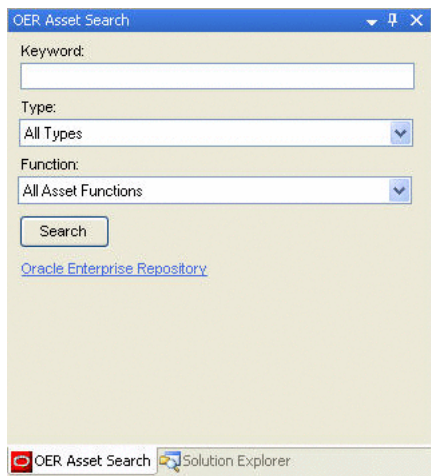 OER Asset Search
Keyword:
Type:
All Types
Function:
All Asset Functions
Search
Oracle Enterprise Repository
OER Asset Search Solution Explorer